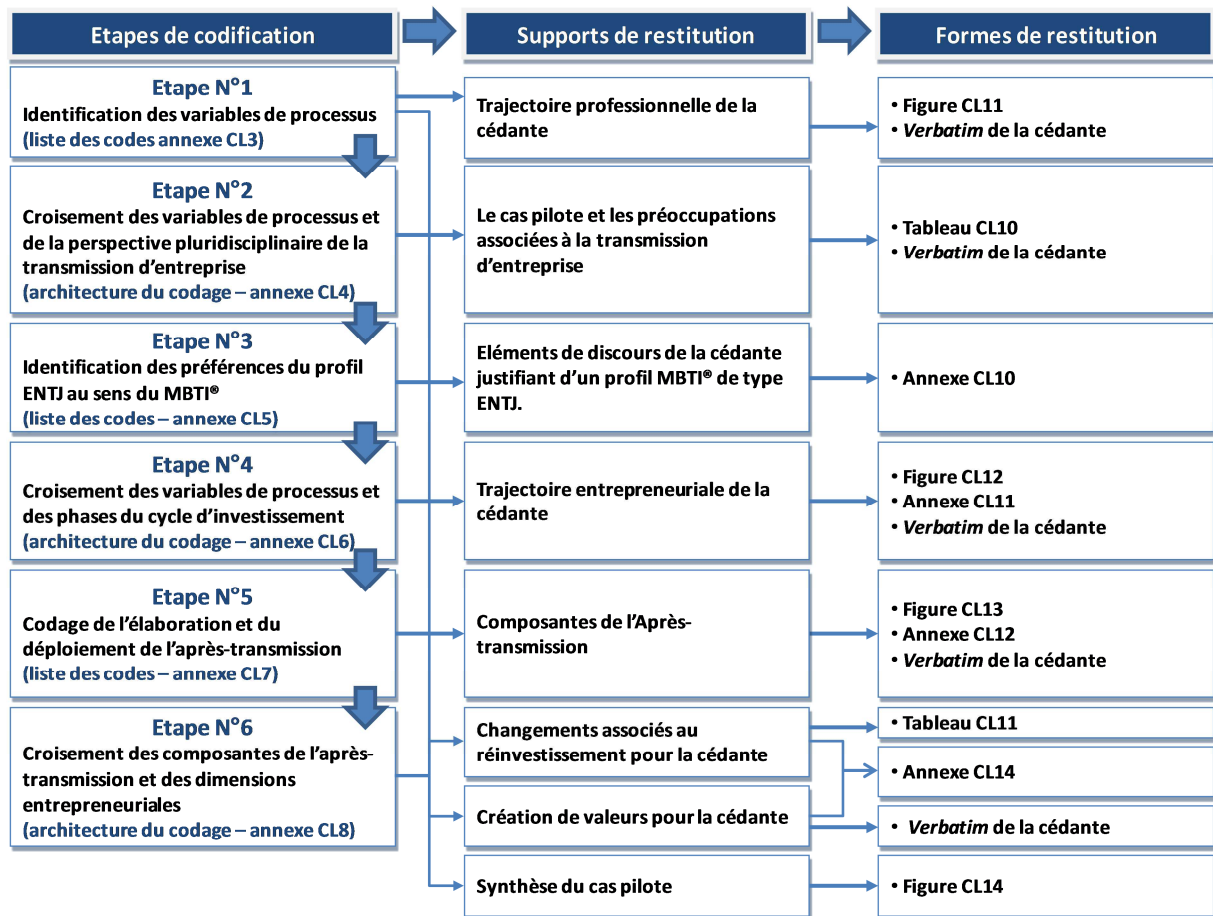 Etapes de codification
Supports de restitution
Formes de restitution
Etape N°1
Identification des variables de processus
(liste des codes annexe CL3)
Trajectoire professionnelle de la
cédante
• Figure CL11
• Verbatim de la cédante
Etape N°2
Croisement des variables de processus et
de la perspective pluridisciplinaire de la
transmission d'entreprise
(architecture du codage – annexe CL4)
Le cas pilote et les préoccupations
associées à la transmission
d'entreprise
• Tableau CL10
• Verbatim de la cédante
Etape N°3
Identification des préférences du profil
ENTJ au sens du MBTI®
(liste des codes – annexe CL5)
Eléments de discours de la cédante
justifiant d'un profil MBTI® de type
ENTJ.
• Annexe CL10
Etape N°4
Croisement des variables de processus et
des phases du cycle d'investissement
(architecture du codage – annexe CL6)
Trajectoire entrepreneuriale de la
cédante
• Figure CL12
• Annexe CL11
• Verbatim de la cédante
Etape N°5
Codage de l'élaboration et du
déploiement de l'après-transmission
(liste des codes – annexe CL7)
Composantes de l'Après-
transmission
• Figure CL13
• Annexe CL12
• Verbatim de la cédante
Etape N°6
Croisement des composantes de l'après-
transmission et des dimensions
entrepreneuriales
(architecture du codage – annexe CL8)
Changements associés au
réinvestissement pour la cédante
Création de valeurs pour la cédante
Synthèse du cas pilote
• Tableau CL11
• Annexe CL14
• Verbatim de la cédante
• Figure CL14